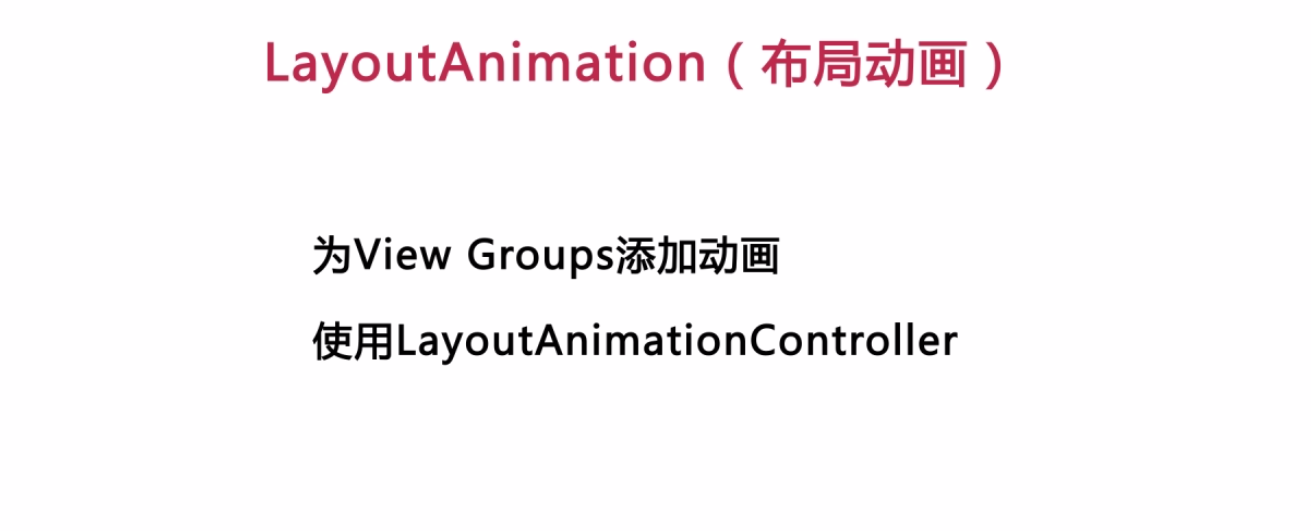 LayoutAnimation（布局动画）
为View Groups添加动画
使用LayoutAnimationController